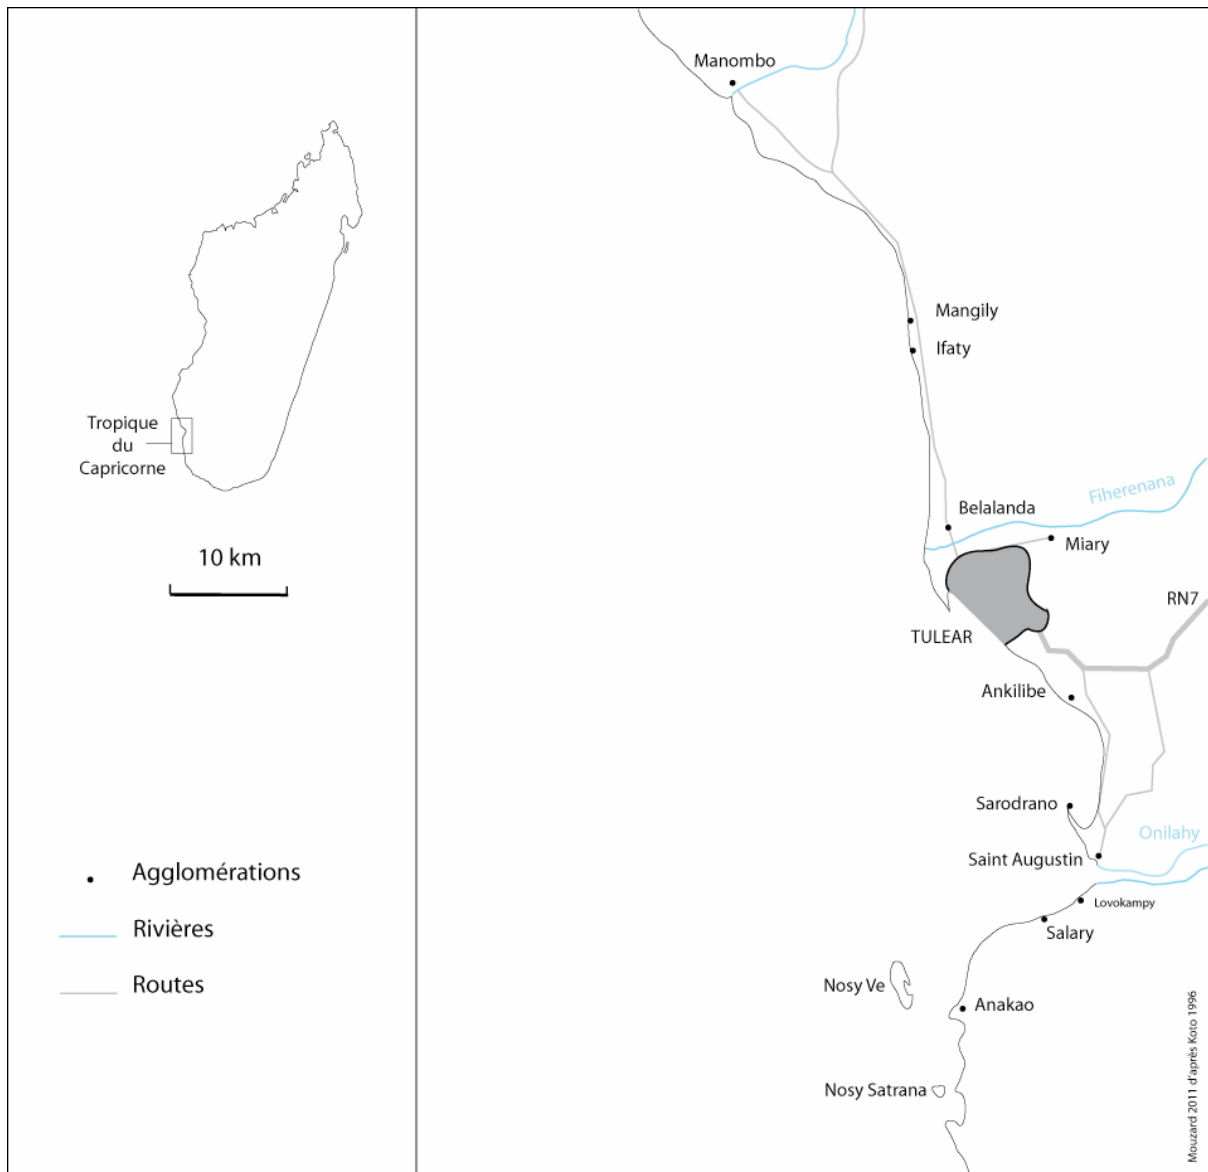 Tropique
du
Capricorne
10 km
Agglomérations
Rivières
Routes
Manombo
Mangily
Ifaty
Fiherenana
Belalanda
Miary
RN7
TULEAR
Ankilibe
Sarodrano
Onilahy
Saint Augustin
Lovokampy
Salary
Nosy Ve
Anakao
Nosy Satrana
Mouzard 2011 d'après Koto 1996